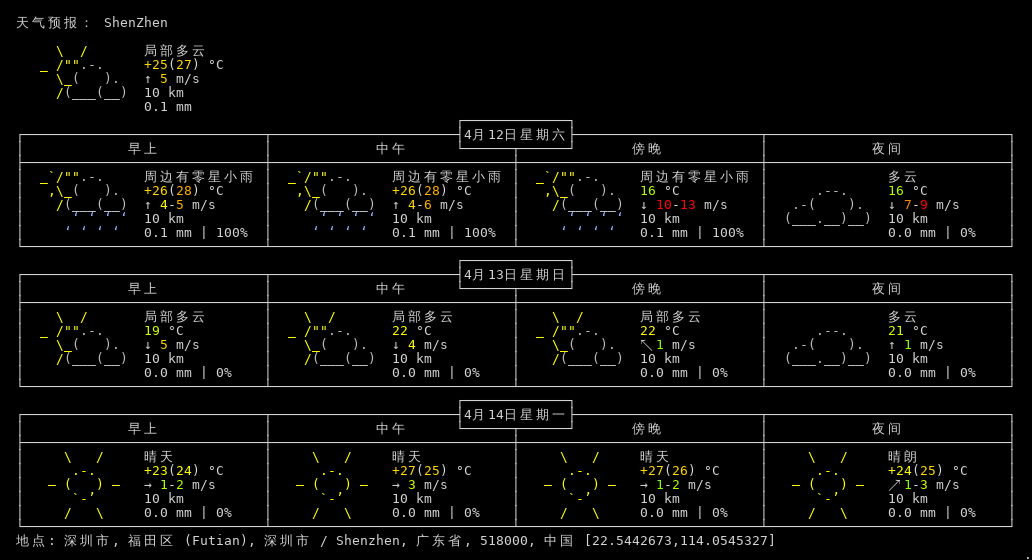 天气预报： ShenZhen
局部多云
+25(27) °C
↑ 5 m/s
10 km
0.1 mm
4月12日星期六
早上 中午 傍晚 夜间
周边有零星小雨 周边有零星小雨 周边有零星小雨 多云
+26(28) °C +26(28) °C 16 °C 16 °C
↑ 4-5 m/s ↑ 4-6 m/s ↓ 10-13 m/s ↓ 7-9 m/s
10 km 10 km 10 km 10 km
0.1 mm | 100% 0.1 mm | 100% 0.1 mm | 100% 0.0 mm | 0%
4月13日星期日
早上 中午 傍晚 夜间
局部多云 局部多云 局部多云 多云
19 °C 22 °C 22 °C 21 °C
↓ 5 m/s ↓ 4 m/s ↖ 1 m/s ↑ 1 m/s
10 km 10 km 10 km 10 km
0.0 mm | 0% 0.0 mm | 0% 0.0 mm | 0% 0.0 mm | 0%
4月14日星期一
早上 中午 傍晚 夜间
晴天 晴天 晴天 晴朗
+23(24) °C +27(25) °C +27(26) °C +24(25) °C
→ 1-2 m/s → 3 m/s → 1-2 m/s ↗ 1-3 m/s
10 km 10 km 10 km 10 km
0.0 mm | 0% 0.0 mm | 0% 0.0 mm | 0% 0.0 mm | 0%
地点: 深圳市, 福田区 (Futian), 深圳市 / Shenzhen, 广东省, 518000, 中国 [22.5442673,114.0545327]